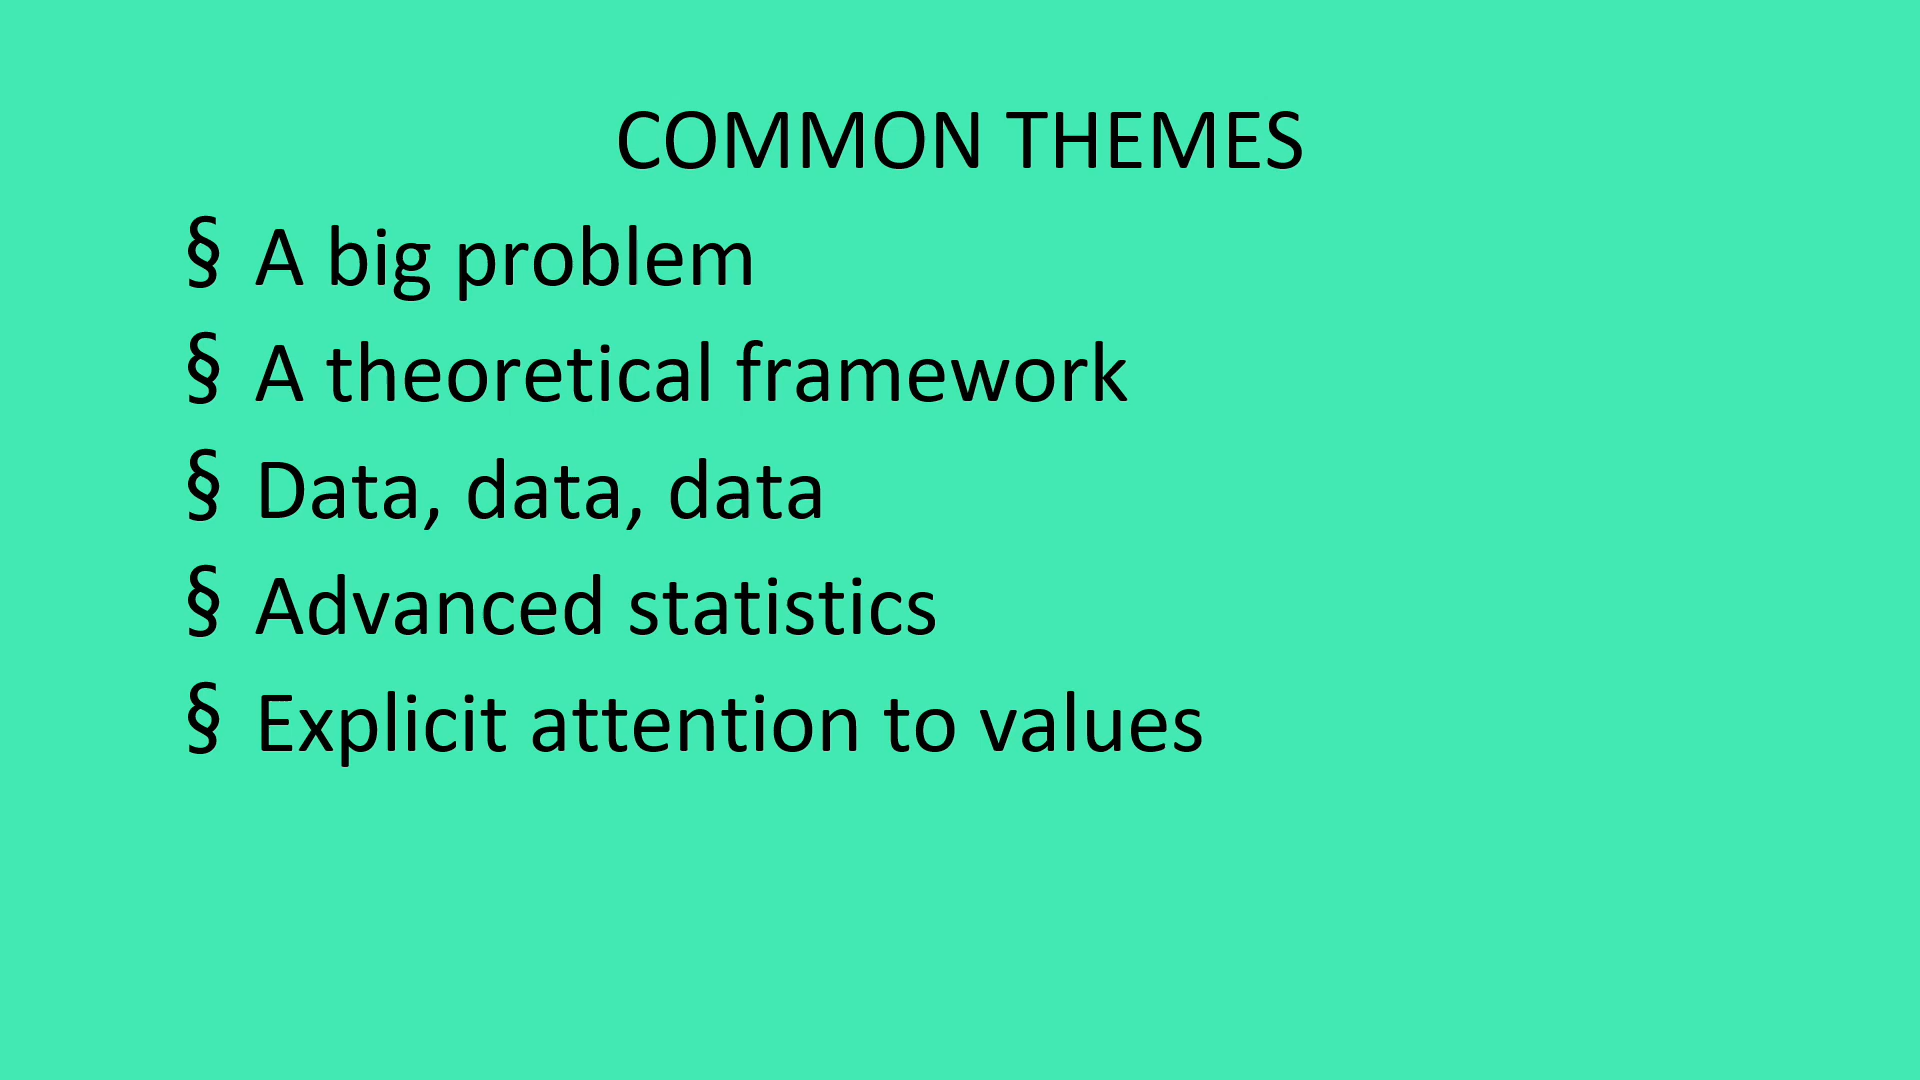 COMMON THEMES
§ A big problem
§ A theoretical framework
§ Data, data, data
§ Advanced statistics
§ Explicit attention to values